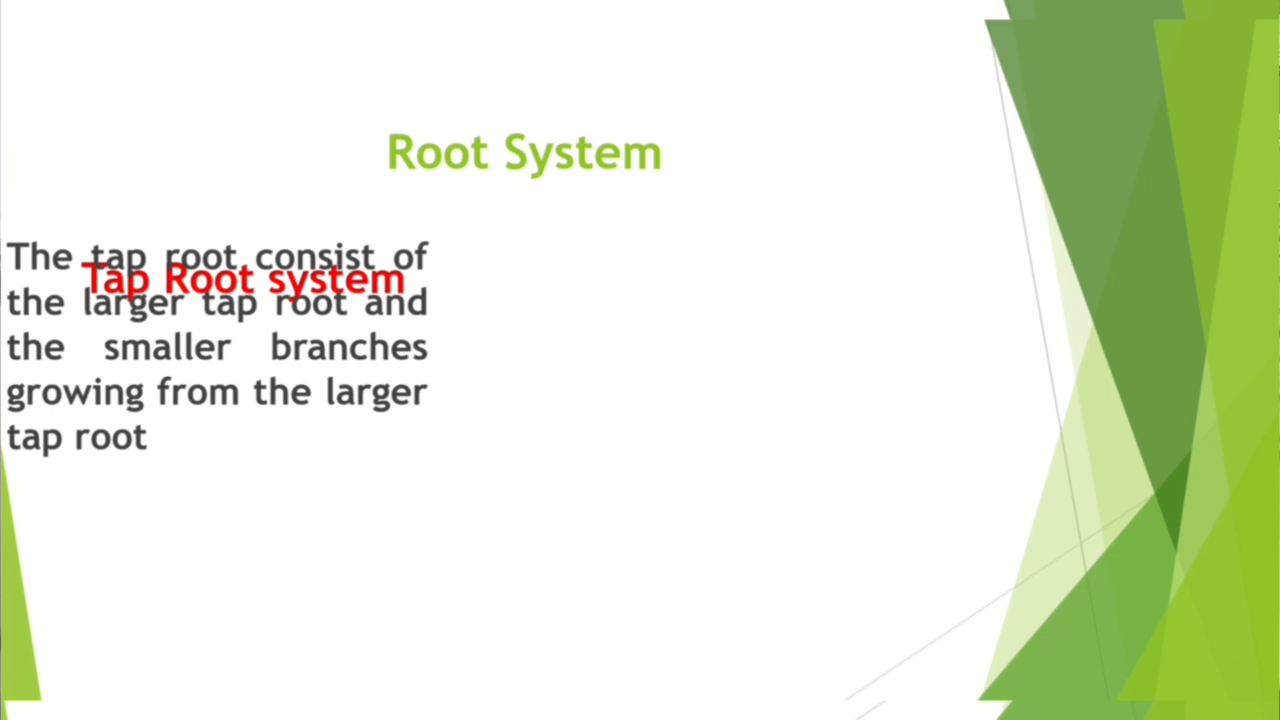 Root System
Tap Root system
The tap root consist of
the larger tap root and
the smaller branches
growing from the larger
tap root